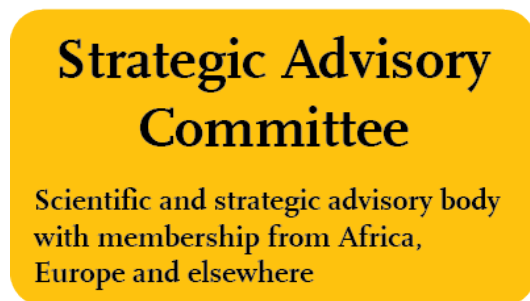 Strategic Advisory
Committee
Scientific and strategic advisory body
with membership from Africa,
Europe and elsewhere